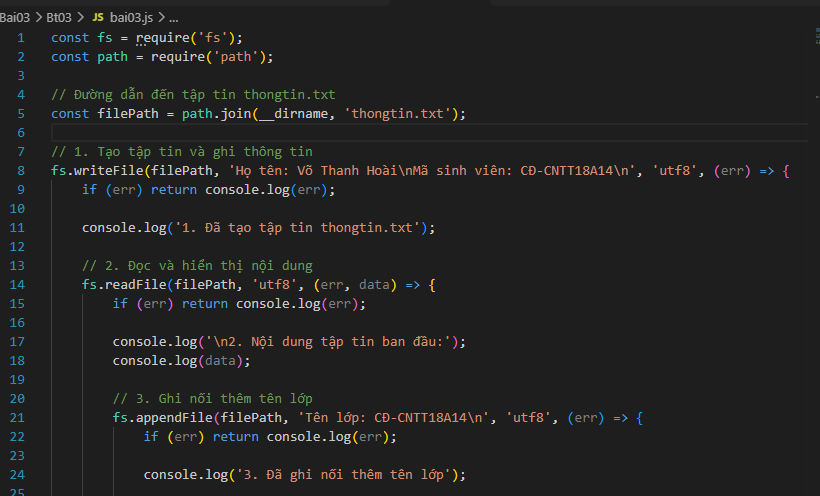 Bai03 > Bt03 > JS bai03.js > ...
1 const fs = require('fs');
2 const path = require('path');
3
4 // Đường dẫn đến tập tin thongtin.txt
5 const filePath = path.join(__dirname, 'thongtin.txt');
6
7 // 1. Tạo tập tin và ghi thông tin
8 fs.writeFile(filePath, 'Họ tên: Võ Thanh Hoài\nMã sinh viên: CĐ-CNTT18A14\n', 'utf8', (err) => {
9 if (err) return console.log(err);
10
11 console.log('1. Đã tạo tập tin thongtin.txt');
12
13 // 2. Đọc và hiển thị nội dung
14 fs.readFile(filePath, 'utf8', (err, data) => {
15 if (err) return console.log(err);
16
17 console.log('\n2. Nội dung tập tin ban đầu:');
18 console.log(data);
19
20 // 3. Ghi nối thêm tên lớp
21 fs.appendFile(filePath, 'Tên lớp: CĐ-CNTT18A14\n', 'utf8', (err) => {
22 if (err) return console.log(err);
23
24 console.log('3. Đã ghi nối thêm tên lớp');
25